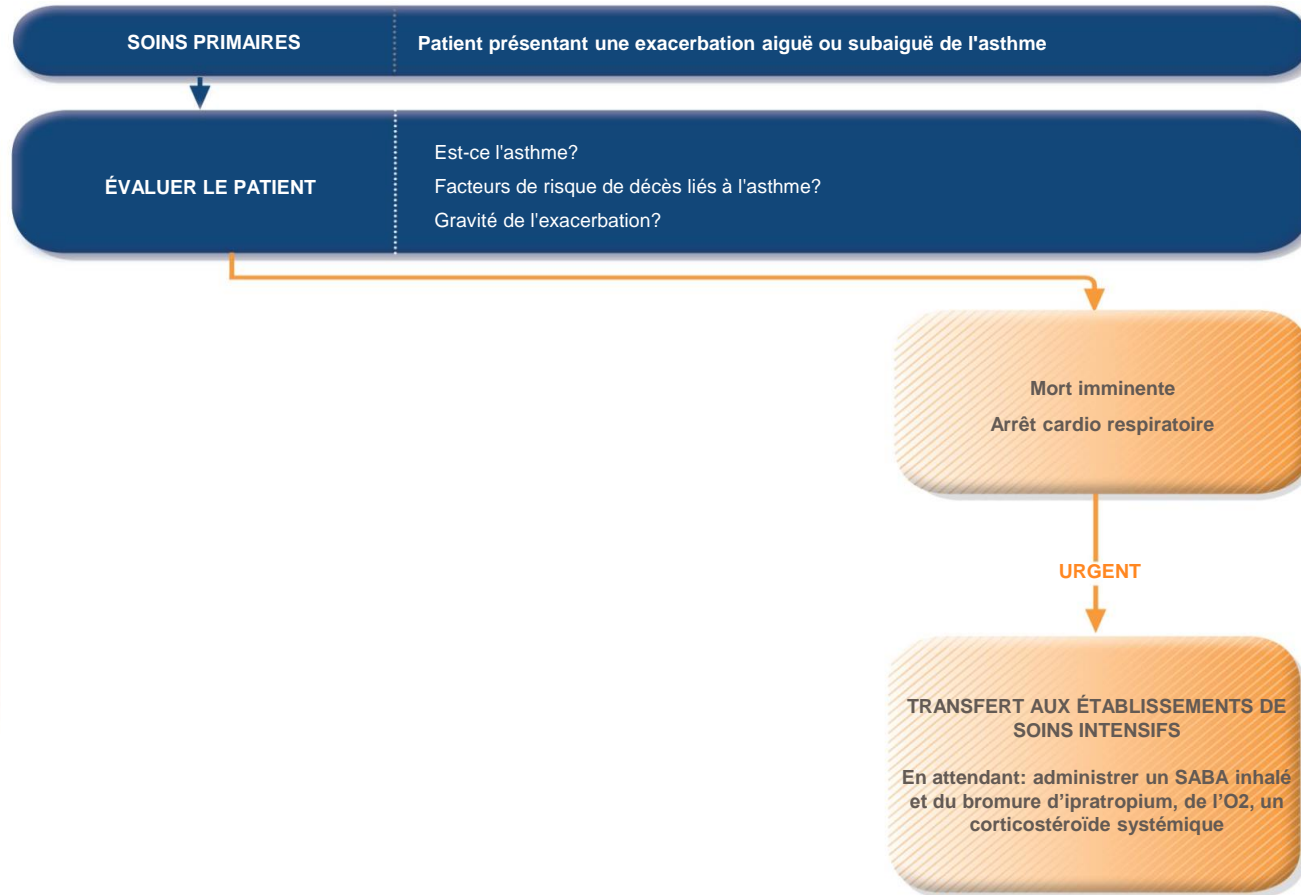 SOINS PRIMAIRES
Patient présentant une exacerbation aiguë ou subaiguë de l'asthme
ÉVALUER LE PATIENT
Est-ce l'asthme?
Facteurs de risque de décès liés à l'asthme?
Gravité de l'exacerbation?
Mort imminente
Arrêt cardio respiratoire
URGENT
TRANSFERT AUX ÉTABLISSEMENTS DE
SOINS INTENSIFS
En attendant: administrer un SABA inhalé
et du bromure d’ipratropium, de l’O2, un
corticostéroïde systémique